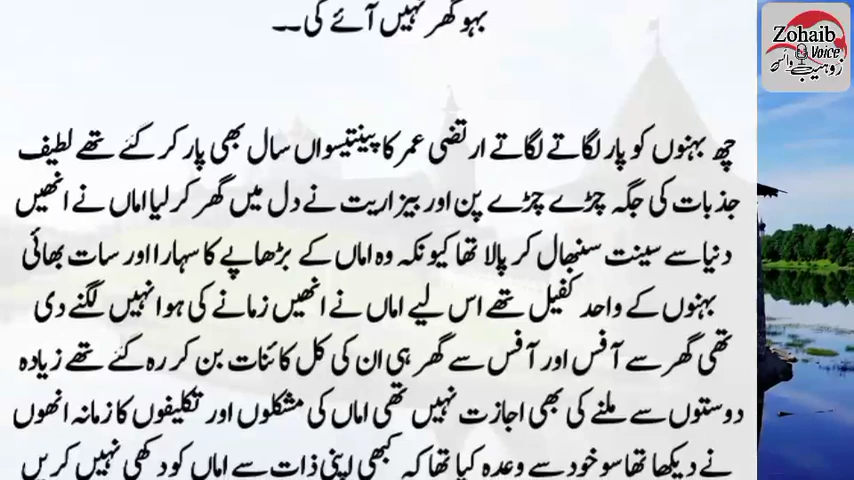 بہو گھر نہیں آئے گی۔۔
Zohaib
Voice
زوہیب وائس
چھ بہنوں کو پار لگاتے لگاتے ارتضی عمر کا پینتیسواں سال بھی پار کر گئے تھے لطیف
جذبات کی جگہ چڑے چڑے پن اور بیزاریت نے دل میں گھر کر لیا اماں نے انھیں
دنیا سے سینت سنبھال کر پالا تھا کیونکہ وہ اماں کے بڑھاپے کا سہارا اور سات بھائی
بہنوں کے واحد کفیل تھے اس لیے اماں نے انھیں زمانے کی ہوا نہیں لگنے دی
تھی گھر سے آفس اور آفس سے گھر ہی ان کی کل کائنات بن کر رہ گئے تھے زیادہ
دوستوں سے ملنے کی بھی اجازت نہیں تھی اماں کی مشکلوں اور تکلیفوں کا زمانہ انھوں
نے دیکھا تھا سو خود سے وعدہ کیا تھا کہ کبھی اپنی ذات سے اماں کو دکھی نہیں کریں